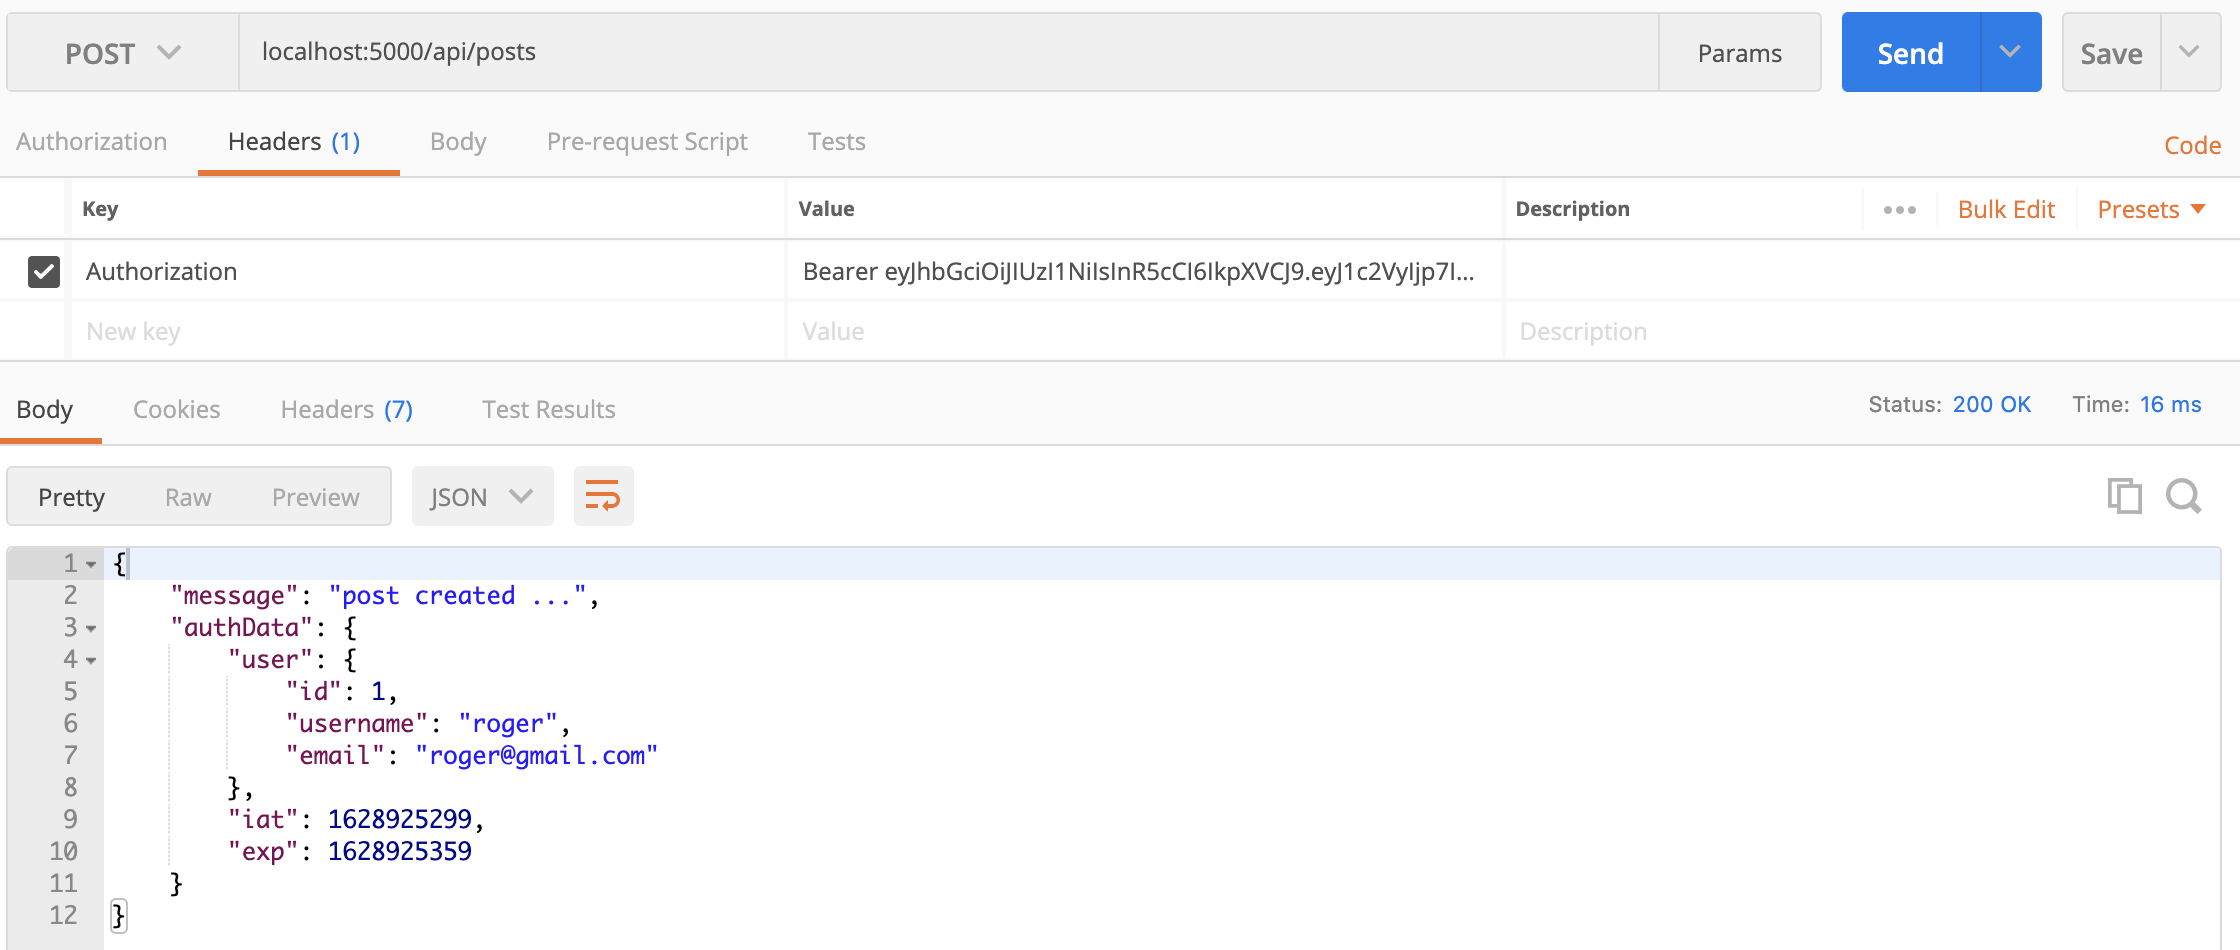 POST localhost:5000/api/posts Params Send Save
Authorization Headers (1) Body Pre-request Script Tests Code
Key Value Description ••• Bulk Edit Presets
Authorization Bearer eyJhbGciOiJIUzI1NiIsInR5cCI6IkpXVCJ9.eyJ1c2VyIjp7I...
New key Value Description
Body Cookies Headers (7) Test Results Status: 200 OK Time: 16 ms
Pretty Raw Preview JSON
1 {
2     "message": "post created ...",
3     "authData": {
4         "user": {
5             "id": 1,
6             "username": "roger",
7             "email": "roger@gmail.com"
8         },
9         "iat": 1628925299,
10         "exp": 1628925359
11     }
12 }